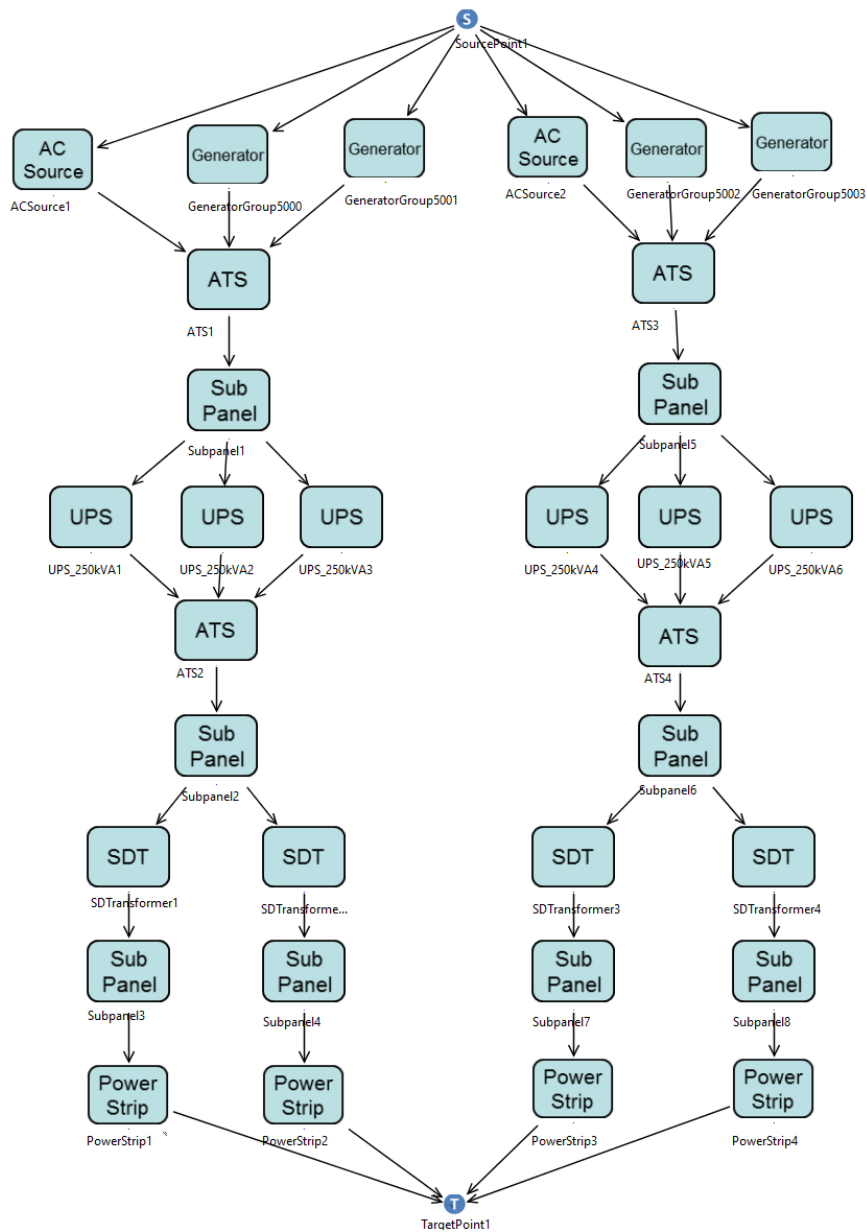 S
SourcePoint1
AC
Source
Generator
Generator
AC
Source
Generator
Generator
ACSource1
GeneratorGroup5000
GeneratorGroup5001
ACSource2
GeneratorGroup5002
GeneratorGroup5003
ATS
ATS
ATS1
ATS3
Sub
Panel
Sub
Panel
Subpanel1
Subpanel5
UPS
UPS
UPS
UPS
UPS
UPS
UPS_250kVA1
UPS_250kVA2
UPS_250kVA3
UPS_250kVA4
UPS_250kVA5
UPS_250kVA6
ATS
ATS
ATS2
ATS4
Sub
Panel
Sub
Panel
Subpanel2
Subpanel6
SDT
SDT
SDT
SDT
SDTransformer1
SDTransforme...
SDTransformer3
SDTransformer4
Sub
Panel
Sub
Panel
Sub
Panel
Sub
Panel
Subpanel3
Subpanel4
Subpanel7
Subpanel8
Power
Strip
Power
Strip
Power
Strip
Power
Strip
PowerStrip1
PowerStrip2
PowerStrip3
PowerStrip4
T
TargetPoint1